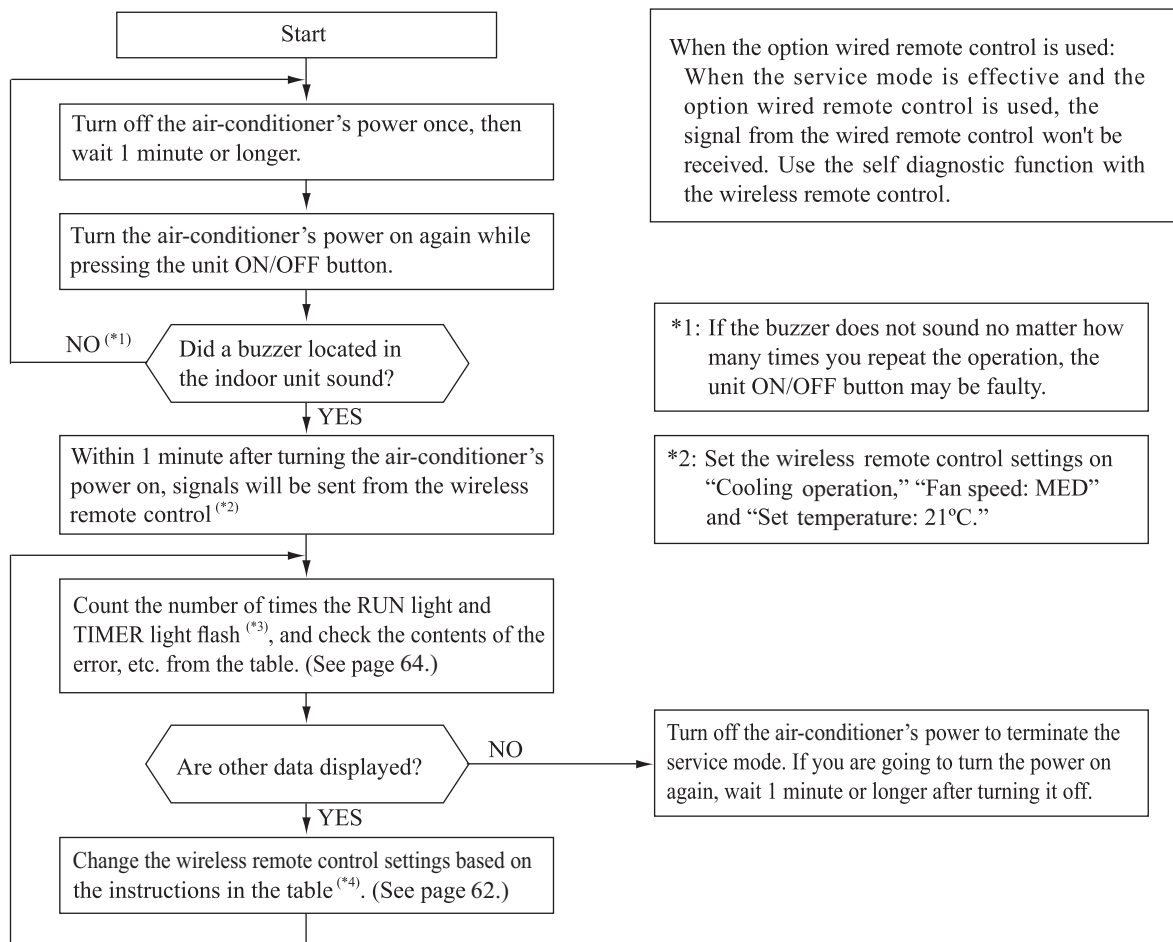 Start
Turn off the air-conditioner's power once, then
wait 1 minute or longer.
Turn the air-conditioner's power on again while
pressing the unit ON/OFF button.
NO (*1)
Did a buzzer located in
the indoor unit sound?
YES
Within 1 minute after turning the air-conditioner's
power on, signals will be sent from the wireless
remote control (*2)
Count the number of times the RUN light and
TIMER light flash (*3), and check the contents of the
error, etc. from the table. (See page 64.)
Are other data displayed?
NO
YES
Change the wireless remote control settings based on
the instructions in the table (*4). (See page 62.)
When the option wired remote control is used:
When the service mode is effective and the
option wired remote control is used, the
signal from the wired remote control won't be
received. Use the self diagnostic function with
the wireless remote control.
*1: If the buzzer does not sound no matter how
many times you repeat the operation, the
unit ON/OFF button may be faulty.
*2: Set the wireless remote control settings on
“Cooling operation,” “Fan speed: MED”
and “Set temperature: 21ºC.”
Turn off the air-conditioner's power to terminate the
service mode. If you are going to turn the power on
again, wait 1 minute or longer after turning it off.